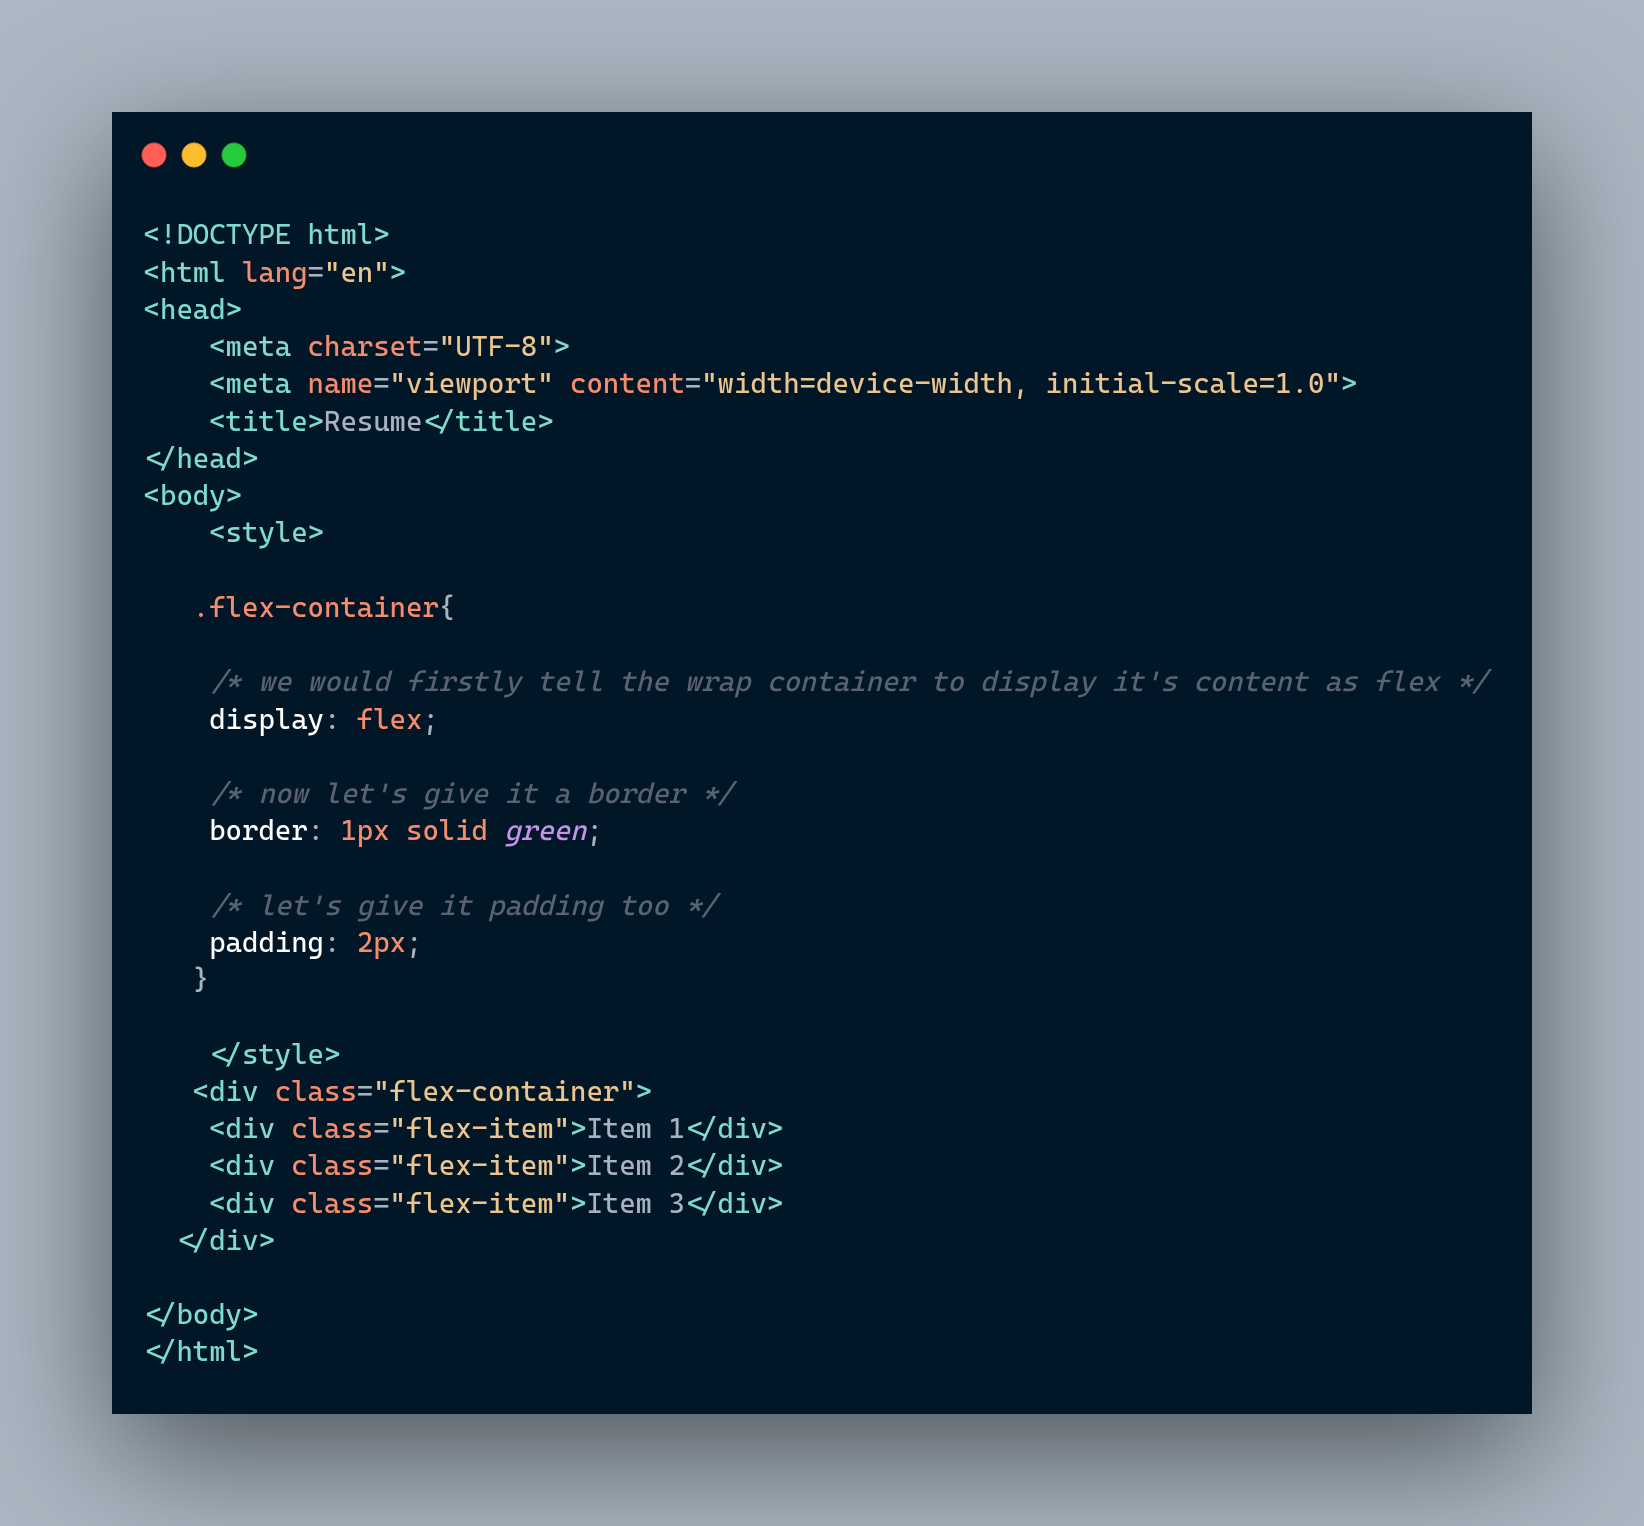 <!DOCTYPE html>
<html lang="en">
<head>
    <meta charset="UTF-8">
    <meta name="viewport" content="width=device-width, initial-scale=1.0">
    <title>Resume</title>
</head>
<body>
    <style>

   .flex-container{

    /* we would firstly tell the wrap container to display it's content as flex */
    display: flex;

    /* now let's give it a border */
    border: 1px solid green;

    /* let's give it padding too */
    padding: 2px;
   }

    </style>
   <div class="flex-container">
    <div class="flex-item">Item 1</div>
    <div class="flex-item">Item 2</div>
    <div class="flex-item">Item 3</div>
  </div>

</body>
</html>